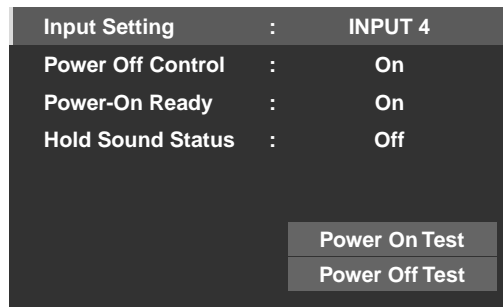 Input Setting : INPUT 4
Power Off Control : On
Power-On Ready : On
Hold Sound Status : Off
Power On Test
Power Off Test